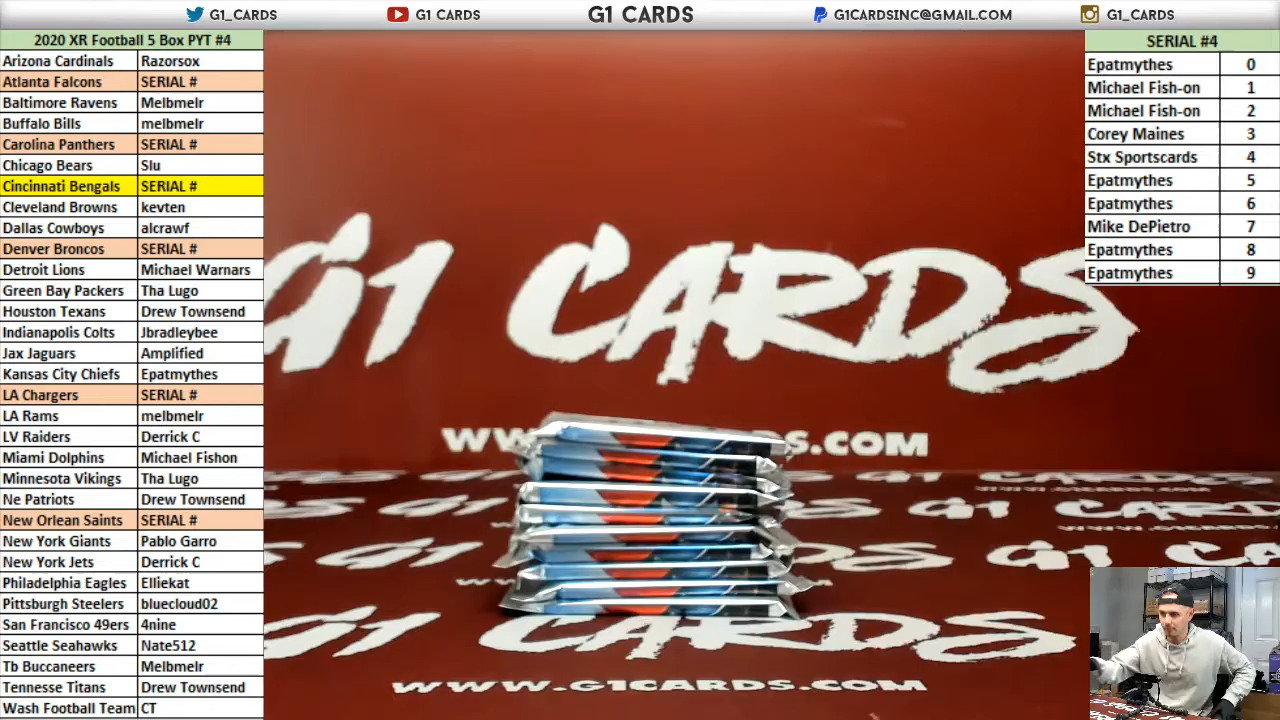 G1_CARDS
G1 CARDS
G1 CARDS
G1CARDSINC@GMAIL.COM
G1_CARDS
2020 XR Football 5 Box PYT #4
Arizona Cardinals Razorsox
Atlanta Falcons SERIAL #
Baltimore Ravens Melbmelr
Buffalo Bills melbmelr
Carolina Panthers SERIAL #
Chicago Bears Slu
Cincinnati Bengals SERIAL #
Cleveland Browns kevten
Dallas Cowboys alcrawf
Denver Broncos SERIAL #
Detroit Lions Michael Warnars
Green Bay Packers Tha Lugo
Houston Texans Drew Townsend
Indianapolis Colts Jbradleybee
Jax Jaguars Amplified
Kansas City Chiefs Epatmythes
LA Chargers SERIAL #
LA Rams melbmelr
LV Raiders Derrick C
Miami Dolphins Michael Fishon
Minnesota Vikings Tha Lugo
Ne Patriots Drew Townsend
New Orlean Saints SERIAL #
New York Giants Pablo Garro
New York Jets Derrick C
Philadelphia Eagles Elliekat
Pittsburgh Steelers bluecloud02
San Francisco 49ers 4nine
Seattle Seahawks Nate512
Tb Buccaneers Melbmelr
Tennesse Titans Drew Townsend
Wash Football Team CT
SERIAL #4
Epatmythes 0
Michael Fish-on 1
Michael Fish-on 2
Corey Maines 3
Stx Sportscards 4
Epatmythes 5
Epatmythes 6
Mike DePietro 7
Epatmythes 8
Epatmythes 9
G1 CARDS
G1 CARDS
WWW.G1CARDS.COM
WWW.G1CARDS.COM